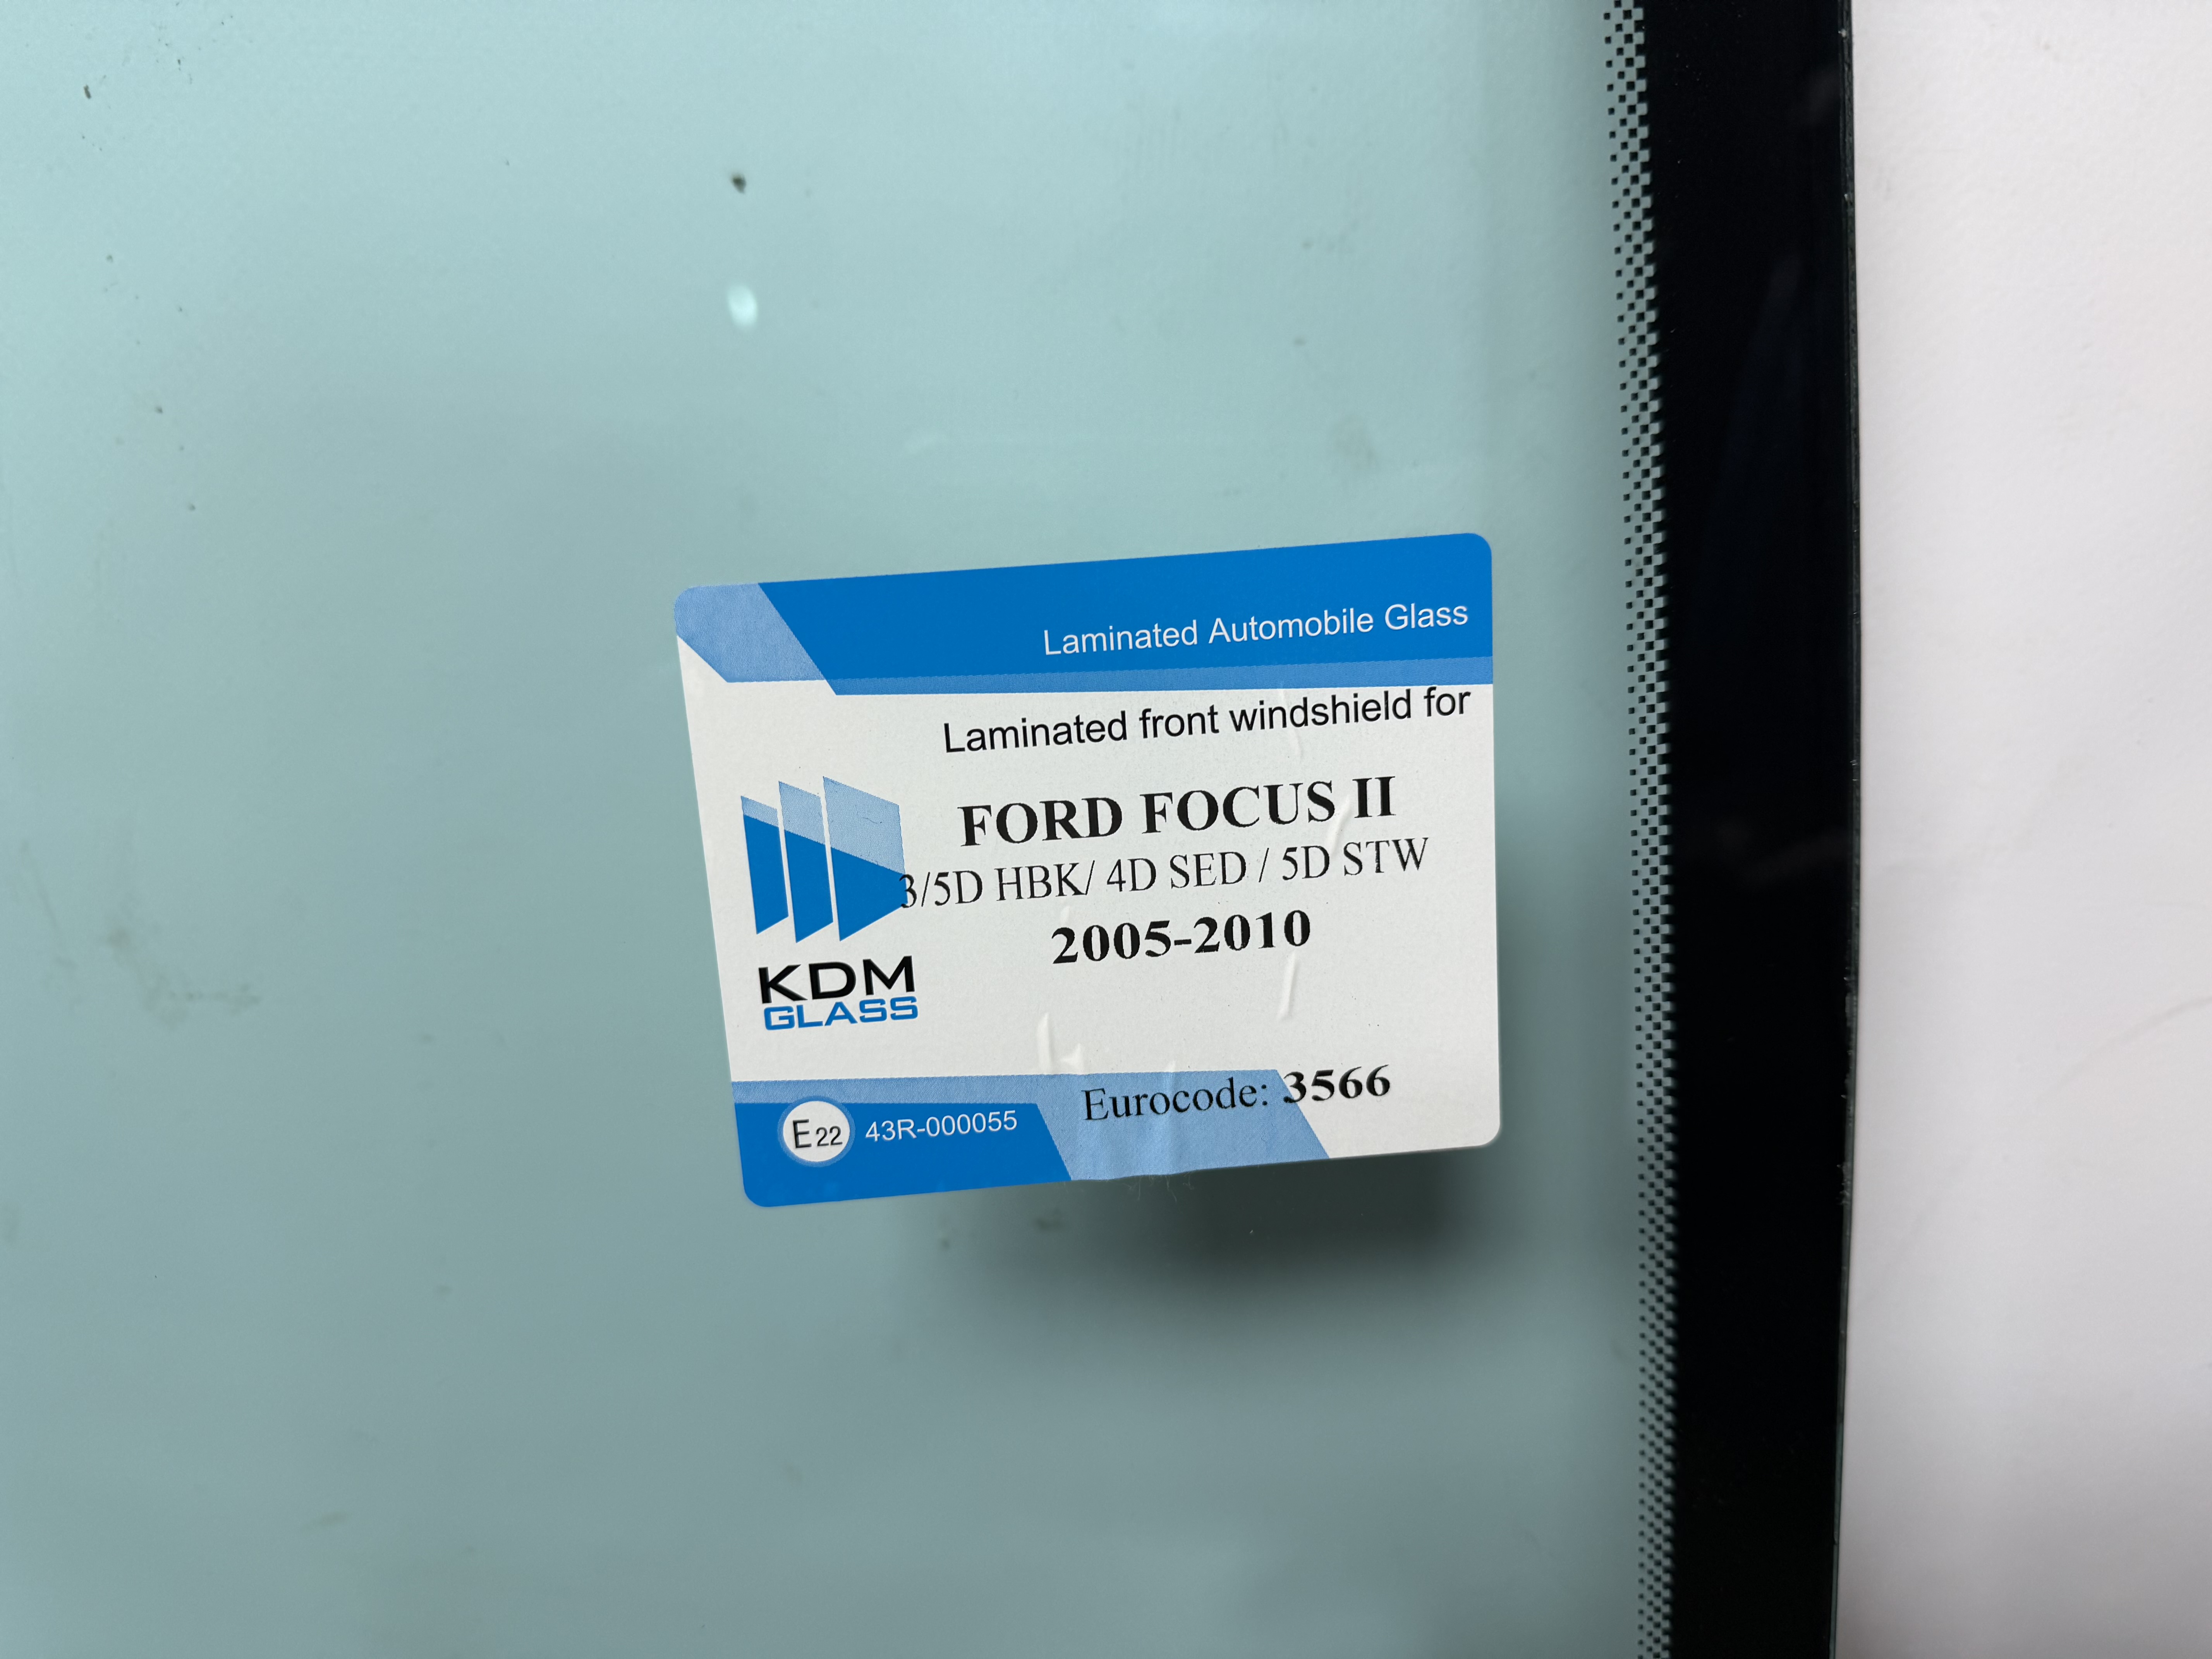 Laminated Automobile Glass
Laminated front windshield for
FORD FOCUS II
3/5D HBK/ 4D SED / 5D STW
2005-2010
KDM
GLASS
Eurocode: 3566
E22 43R-000055